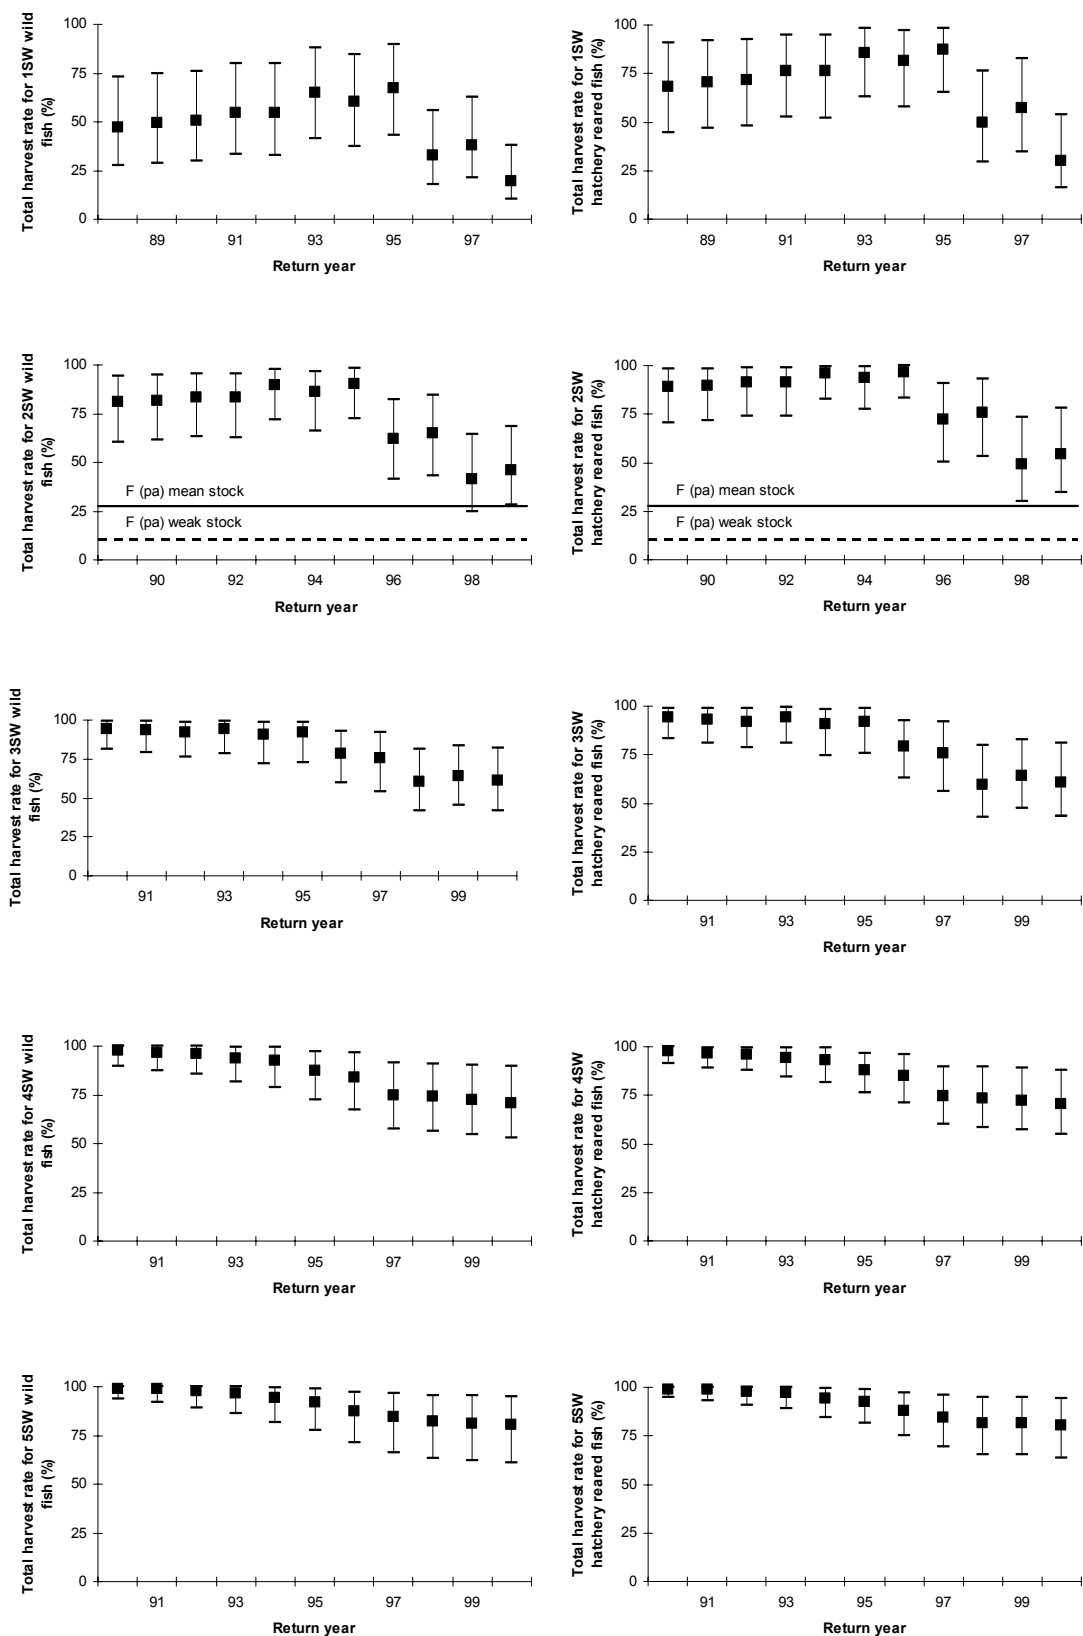 Total harvest rate for 1SW wild
fish (%)
100
75
50
25
0
89
91
93
95
97
Return year
Total harvest rate for 1SW
hatchery reared fish (%)
100
75
50
25
0
89
91
93
95
97
Return year
Total harvest rate for 2SW wild
fish (%)
100
75
50
25
0
F (pa) mean stock
F (pa) weak stock
90
92
94
96
98
Return year
Total harvest rate for 2SW
hatchery reared fish (%)
100
75
50
25
0
F (pa) mean stock
F (pa) weak stock
90
92
94
96
98
Return year
Total harvest rate for 3SW wild
fish (%)
100
75
50
25
0
91
93
95
97
99
Return year
Total harvest rate for 3SW
hatchery reared fish (%)
100
75
50
25
0
91
93
95
97
99
Return year
Total harvest rate for 4SW wild
fish (%)
100
75
50
25
0
91
93
95
97
99
Return year
Total harvest rate for 4SW
hatchery reared fish (%)
100
75
50
25
0
91
93
95
97
99
Return year
Total harvest rate for 5SW wild
fish (%)
100
75
50
25
0
91
93
95
97
99
Return year
Total harvest rate for 5SW
hatchery reared fish (%)
100
75
50
25
0
91
93
95
97
99
Return year